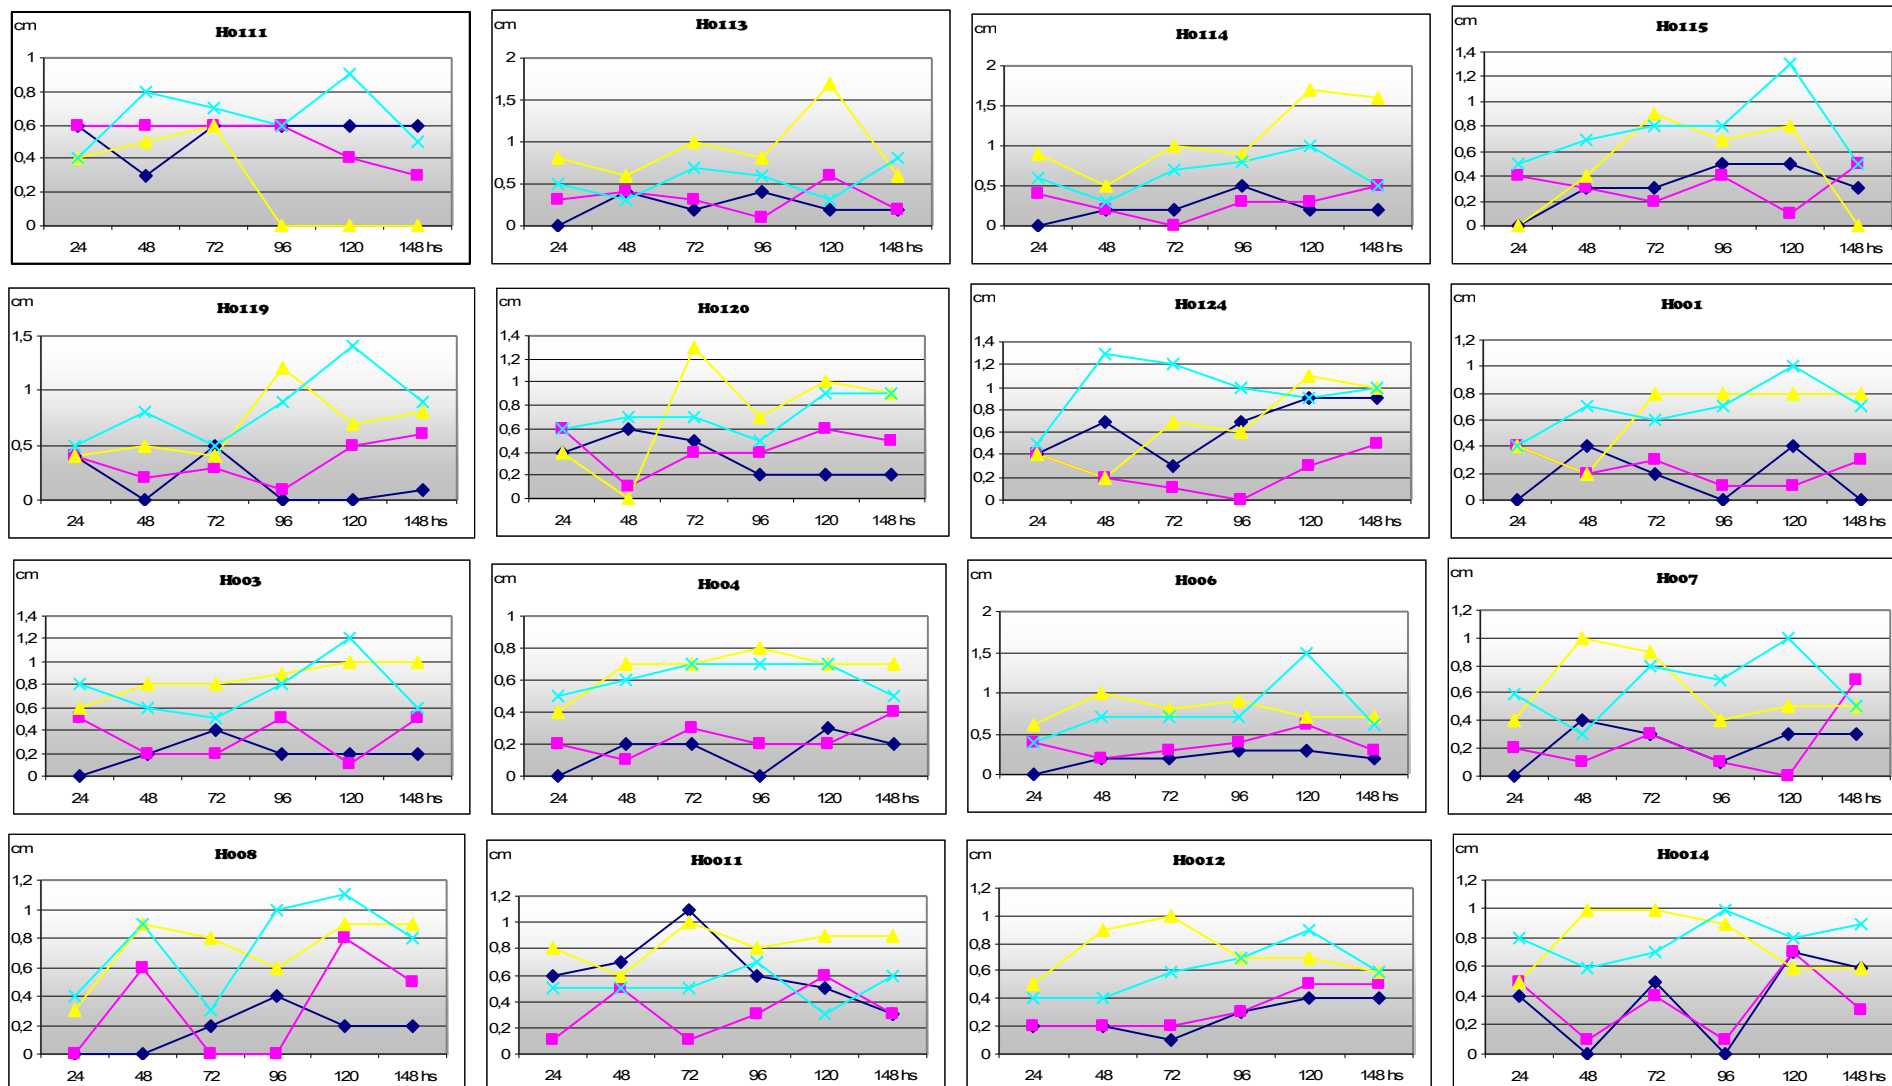 cm
Ho111
1
0,8
0,6
0,4
0,2
0
24 48 72 96 120 148 hs
cm
Ho113
2
1,5
1
0,5
0
24 48 72 96 120 148 hs
cm
Ho114
2
1,5
1
0,5
0
24 48 72 96 120 148 hs
cm
Ho115
1,4
1,2
1
0,8
0,6
0,4
0,2
0
24 48 72 96 120 148 hs
cm
Ho119
1,5
1
0,5
0
24 48 72 96 120 148 hs
cm
Ho120
1,4
1,2
1
0,8
0,6
0,4
0,2
0
24 48 72 96 120 148 hs
cm
Ho124
1,4
1,2
1
0,8
0,6
0,4
0,2
0
24 48 72 96 120 148 hs
cm
Ho01
1,2
1
0,8
0,6
0,4
0,2
0
24 48 72 96 120 148 hs
cm
Ho03
1,4
1,2
1
0,8
0,6
0,4
0,2
0
24 48 72 96 120 148 hs
cm
Ho04
1
0,8
0,6
0,4
0,2
0
24 48 72 96 120 148 hs
cm
Ho06
2
1,5
1
0,5
0
24 48 72 96 120 148 hs
cm
Ho07
1,2
1
0,8
0,6
0,4
0,2
0
24 48 72 96 120 148 hs
cm
Ho08
1,2
1
0,8
0,6
0,4
0,2
0
24 48 72 96 120 148 hs
cm
Ho011
1,2
1
0,8
0,6
0,4
0,2
0
24 48 72 96 120 148 hs
cm
Ho012
1,2
1
0,8
0,6
0,4
0,2
0
24 48 72 96 120 148 hs
cm
Ho014
1,2
1
0,8
0,6
0,4
0,2
0
24 48 72 96 120 148 hs